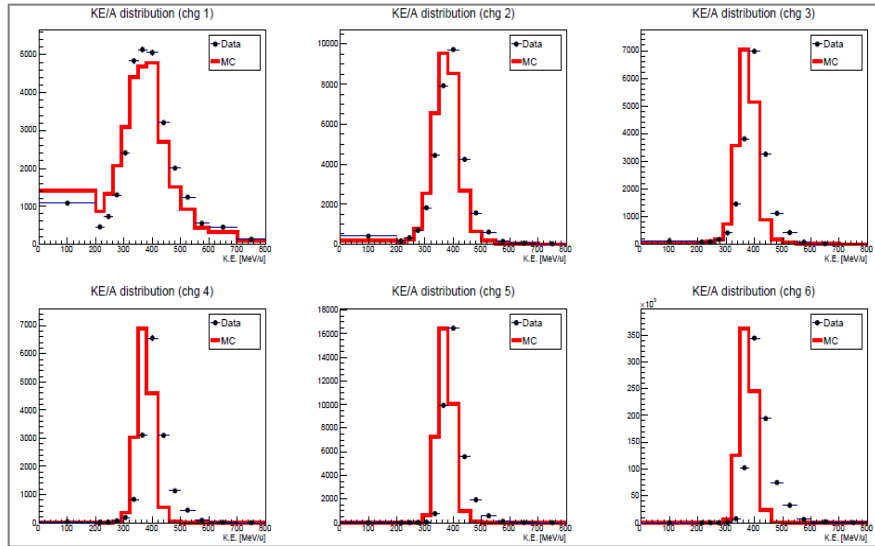 KE/A distribution (chg 1)
Data
MC
5000
4000
3000
2000
1000
0
0 100 200 300 400 500 600 700 800
K.E. [MeV/u]
KE/A distribution (chg 2)
Data
MC
10000
8000
6000
4000
2000
0
0 100 200 300 400 500 600 700 800
K.E. [MeV/u]
KE/A distribution (chg 3)
Data
MC
7000
6000
5000
4000
3000
2000
1000
0
0 100 200 300 400 500 600 700 800
K.E. [MeV/u]
KE/A distribution (chg 4)
Data
MC
7000
6000
5000
4000
3000
2000
1000
0
0 100 200 300 400 500 600 700 800
K.E. [MeV/u]
KE/A distribution (chg 5)
Data
MC
18000
16000
14000
12000
10000
8000
6000
4000
2000
0
0 100 200 300 400 500 600 700 800
K.E. [MeV/u]
KE/A distribution (chg 6)
×10³
Data
MC
350
300
250
200
150
100
50
0
0 100 200 300 400 500 600 700 800
K.E. [MeV/u]